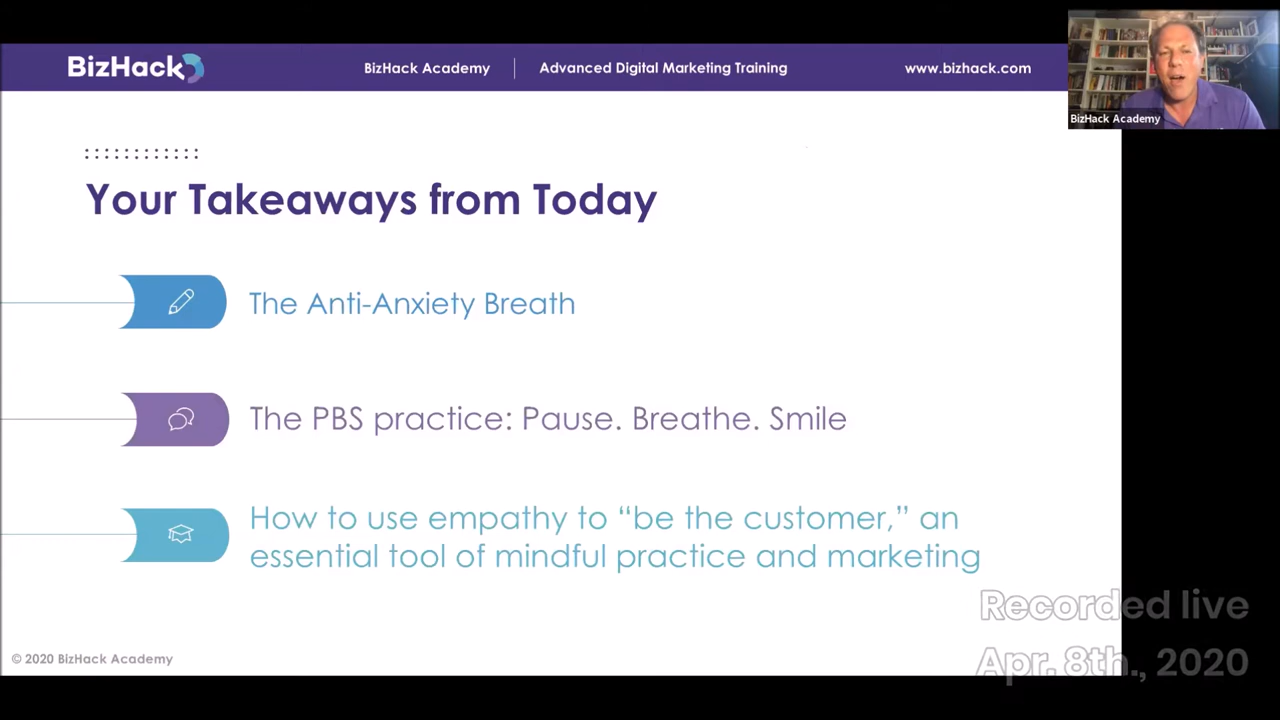 BizHack
BizHack Academy
Advanced Digital Marketing Training
www.bizhack.com
BizHack Academy
Your Takeaways from Today
The Anti-Anxiety Breath
The PBS practice: Pause. Breathe. Smile
How to use empathy to “be the customer,” an
essential tool of mindful practice and marketing
Recorded live
Apr. 8th., 2020
© 2020 BizHack Academy